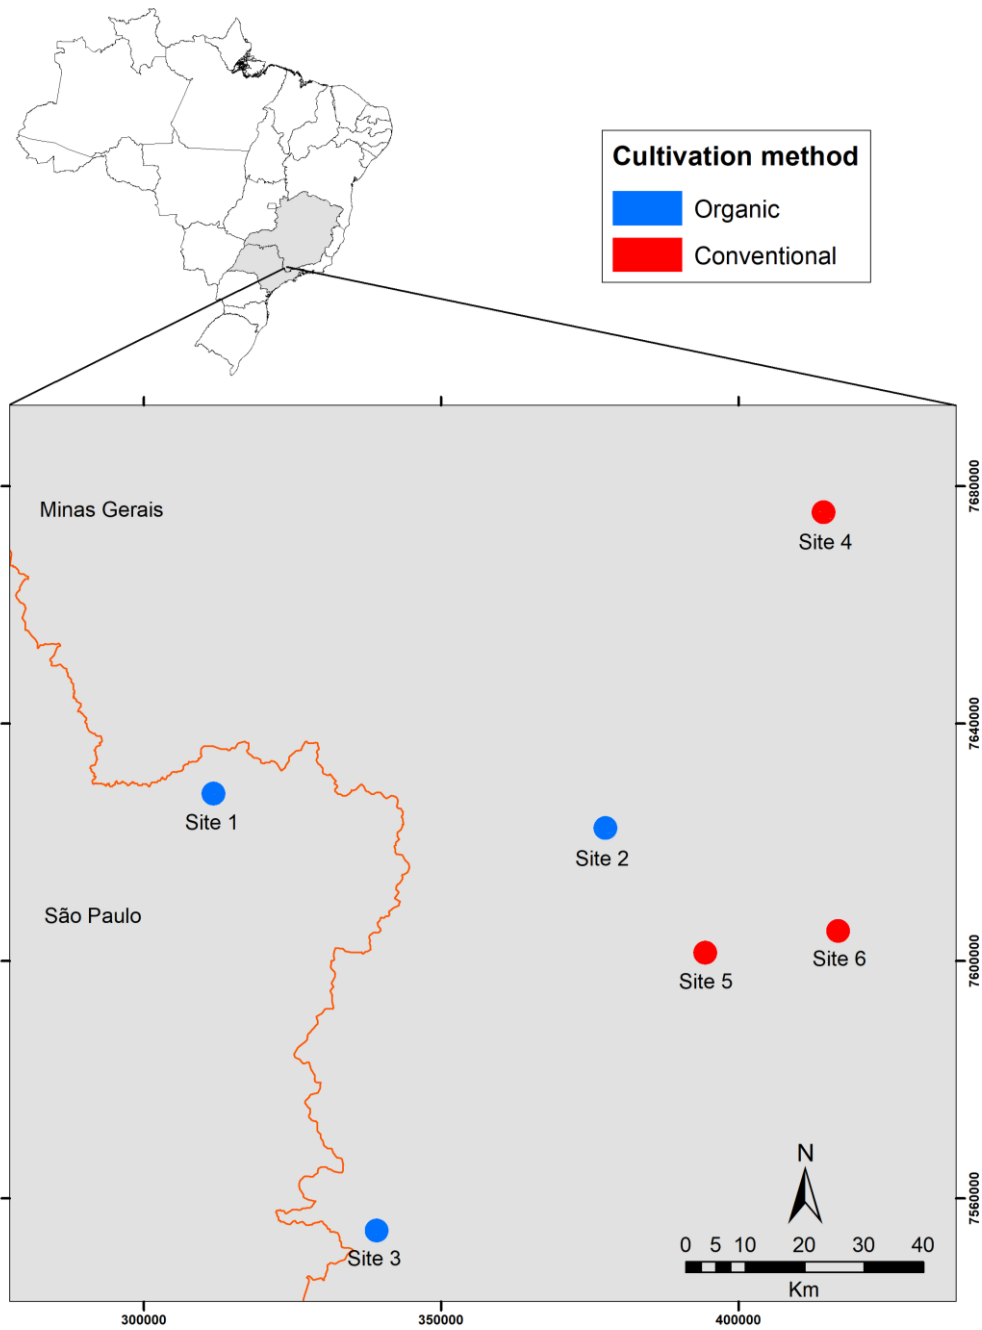 Cultivation method
Organic
Conventional
Minas Gerais
7680000
Site 4
7640000
Site 1
Site 2
São Paulo
Site 6
7600000
Site 5
N
7560000
Site 3
0 5 10 20 30 40
Km
300000 350000 400000